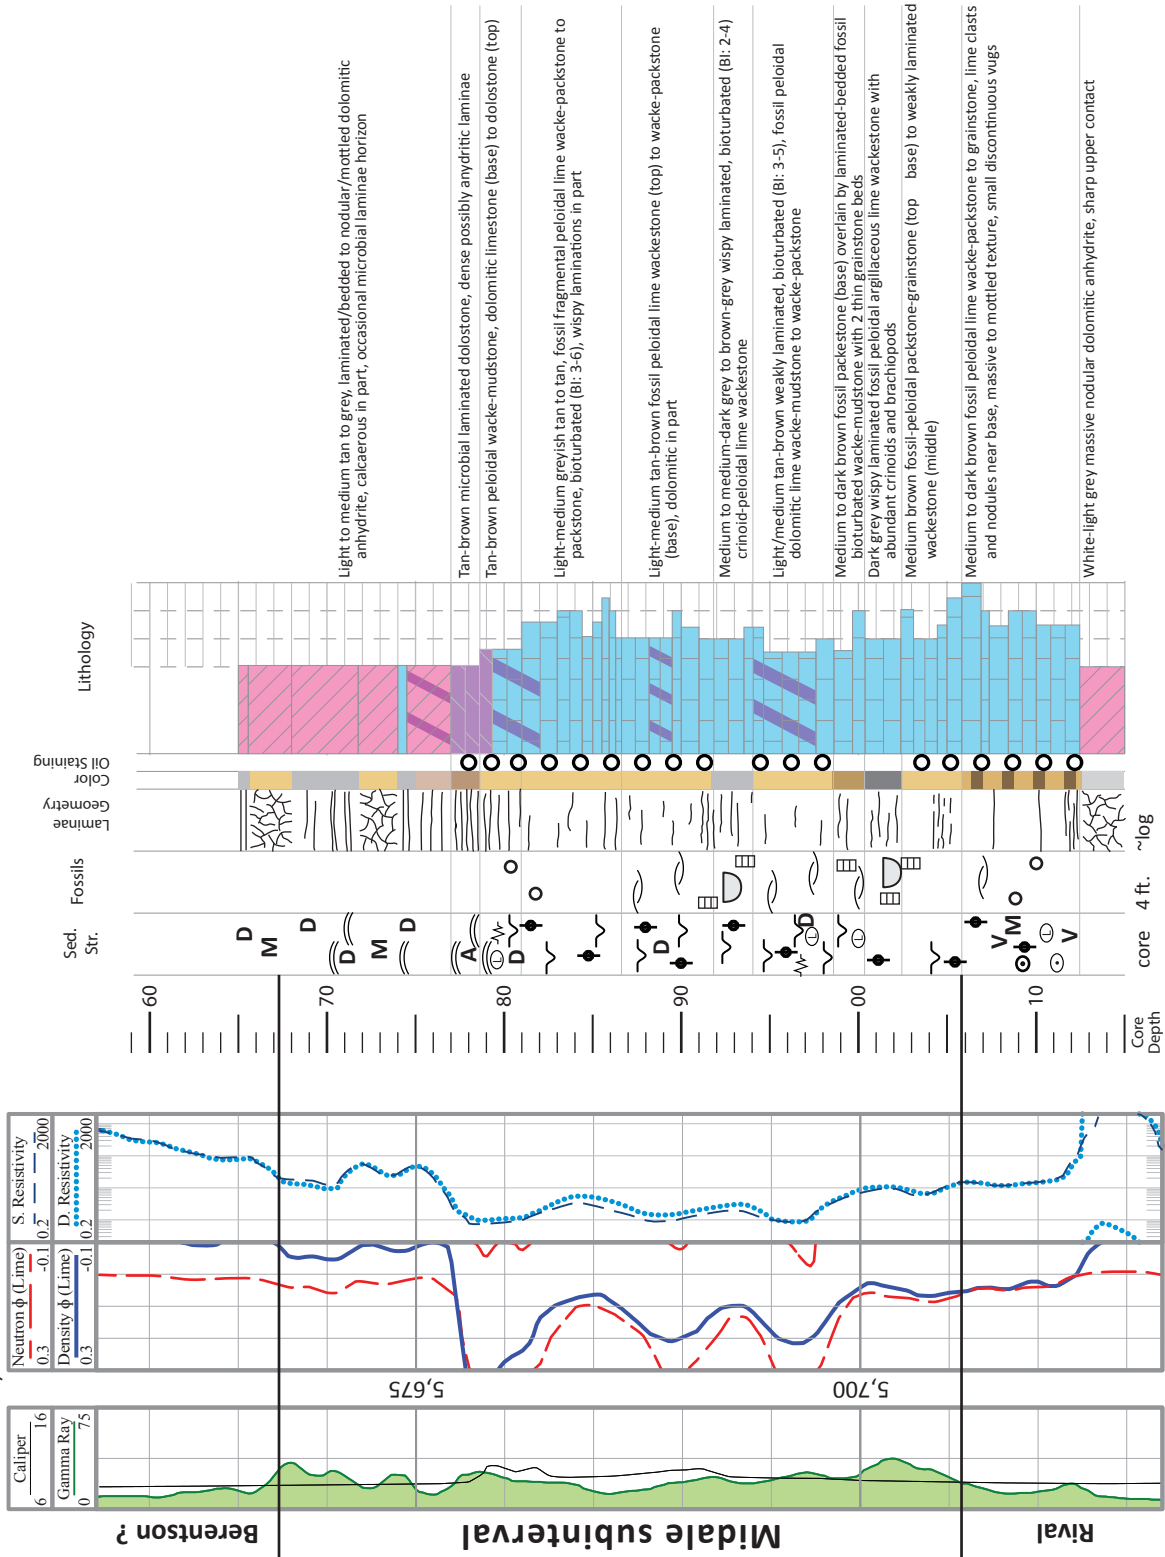 Caliper
6 16
Gamma Ray
0 75
Neutron ϕ (Lime)
0.3 -0.1
Density ϕ (Lime)
0.3 -0.1
S. Resistivity
0.2 2000
D. Resistivity
0.2 2000
Sed.
Str.
Fossils
Laminae
Geometry
Color
Oil Staining
Lithology
Berentson ?
Midale subinterval
Rival
5,675
5,700
60
70
80
90
00
10
Core
Depth
core 4 ft. ~log
D
M
D
D
M
D
A
L
D
D
D
L
L
V
M
L
V
Light to medium tan to grey, laminated/bedded to nodular/mottled dolomitic
anhydrite, calcaerous in part, occasional microbial laminae horizon
Tan-brown microbial laminated dolostone, dense possibly anydritic laminae
Tan-brown peloidal wacke-mudstone, dolomitic limestone (base) to dolostone (top)
Light-medium greyish tan to tan, fossil fragmental peloidal lime wacke-packstone to
packstone, bioturbated (BI: 3-6), wispy laminations in part
Light-medium tan-brown fossil peloidal lime wackestone (top) to wacke-packstone
(base), dolomitic in part
Medium to medium-dark grey to brown-grey wispy laminated, bioturbated (BI: 2-4)
crinoid-peloidal lime wackestone
Light/medium tan-brown weakly laminated, bioturbated (BI: 3-5), fossil peloidal
dolomitic lime wacke-mudstone to wacke-packstone
Medium to dark brown fossil packestone (base) overlain by laminated-bedded fossil
bioturbated wacke-mudstone with 2 thin grainstone beds
Dark grey wispy laminated fossil peloidal argillaceous lime wackestone with
abundant crinoids and brachiopods
Medium brown fossil-peloidal packstone-grainstone (top base) to weakly laminated
wackestone (middle)
Medium to dark brown fossil peloidal lime wacke-packstone to grainstone, lime clasts
and nodules near base, massive to mottled texture, small discontinuous vugs
White-light grey massive nodular dolomitic anhydrite, sharp upper contact